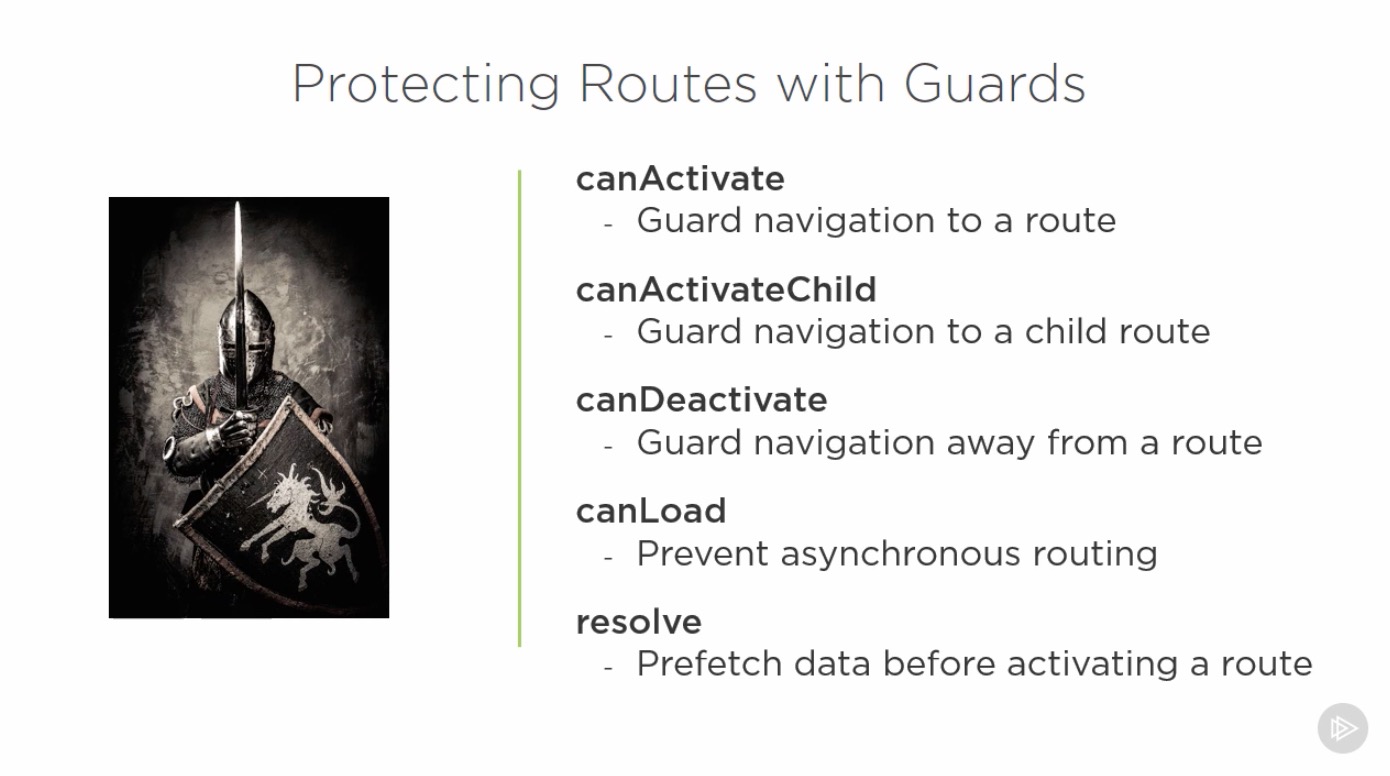 Protecting Routes with Guards
canActivate
- Guard navigation to a route
canActivateChild
- Guard navigation to a child route
canDeactivate
- Guard navigation away from a route
canLoad
- Prevent asynchronous routing
resolve
- Prefetch data before activating a route